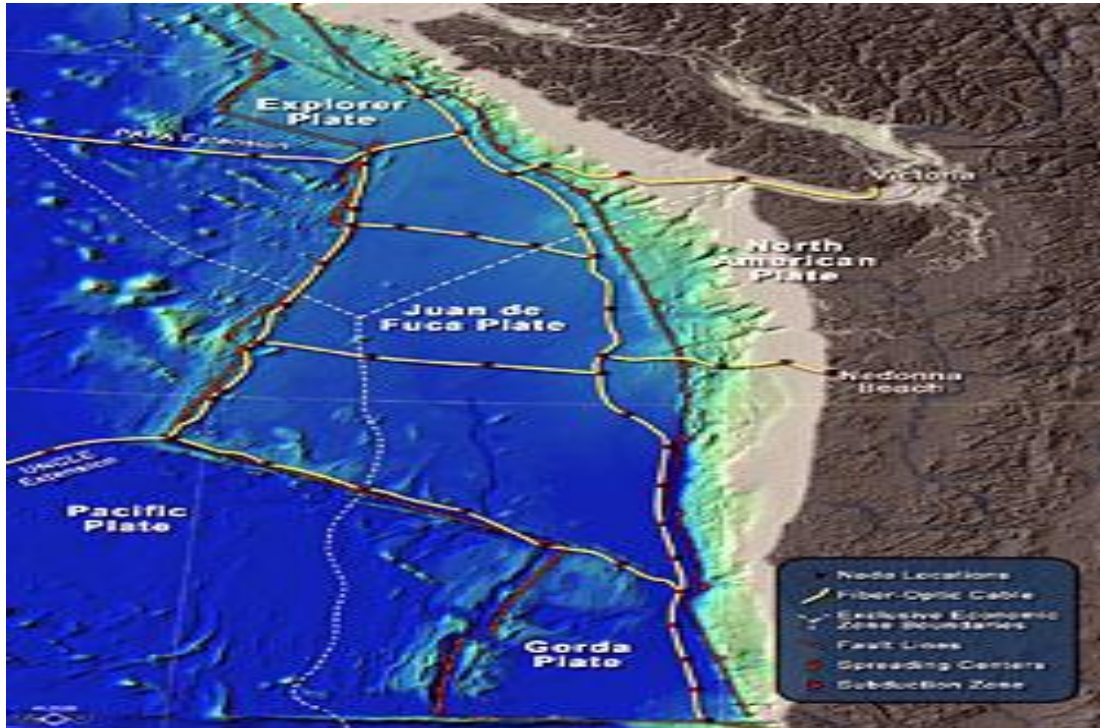 Explorer
Plate
Victoria
North
American
Plate
Juan de
Fuca Plate
Nedonna
Beach
Expansion
Pacific
Plate
Gorda
Plate
Node Locations
Fiber-Optic Cable
Exclusive Economic
Zone Boundaries
Fault Lines
Spreading Centers
Subduction Zone